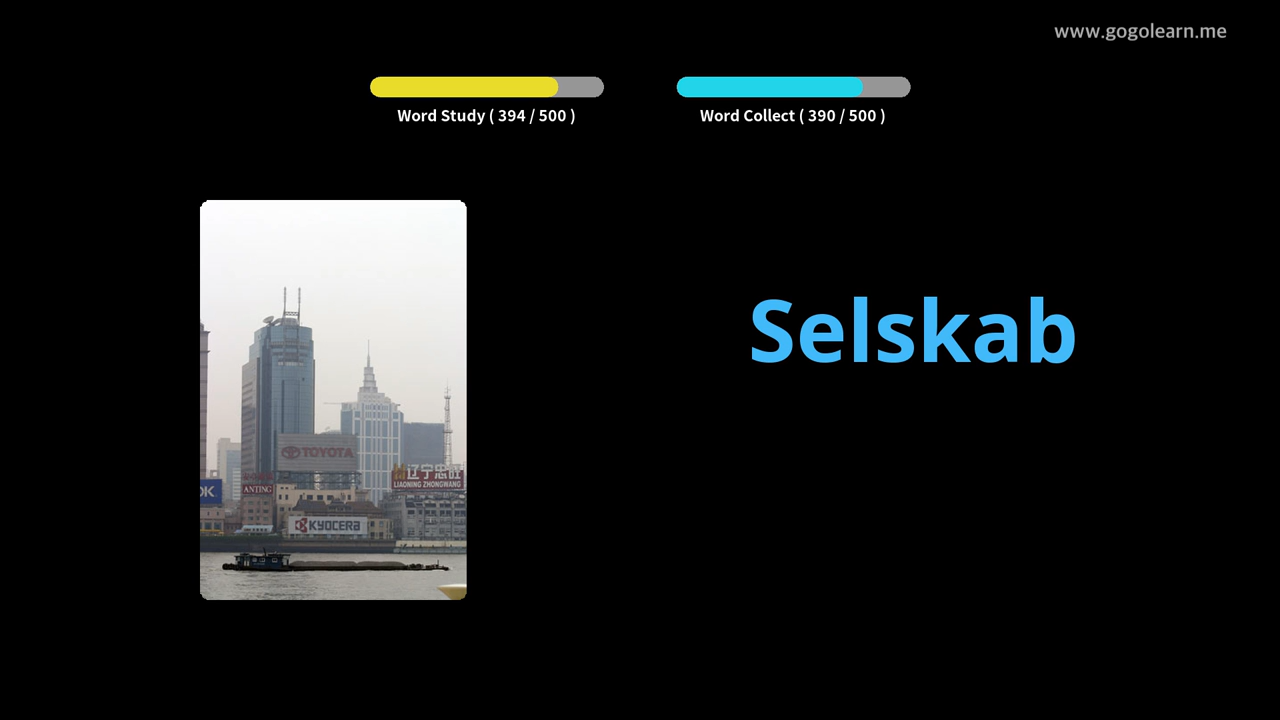 www.gogolearn.me
Word Study ( 394 / 500 )
Word Collect ( 390 / 500 )
Selskab
TOYOTA
辽宁忠旺
LIAONING ZHONGWANG
OK
ANTING
KYOCERA